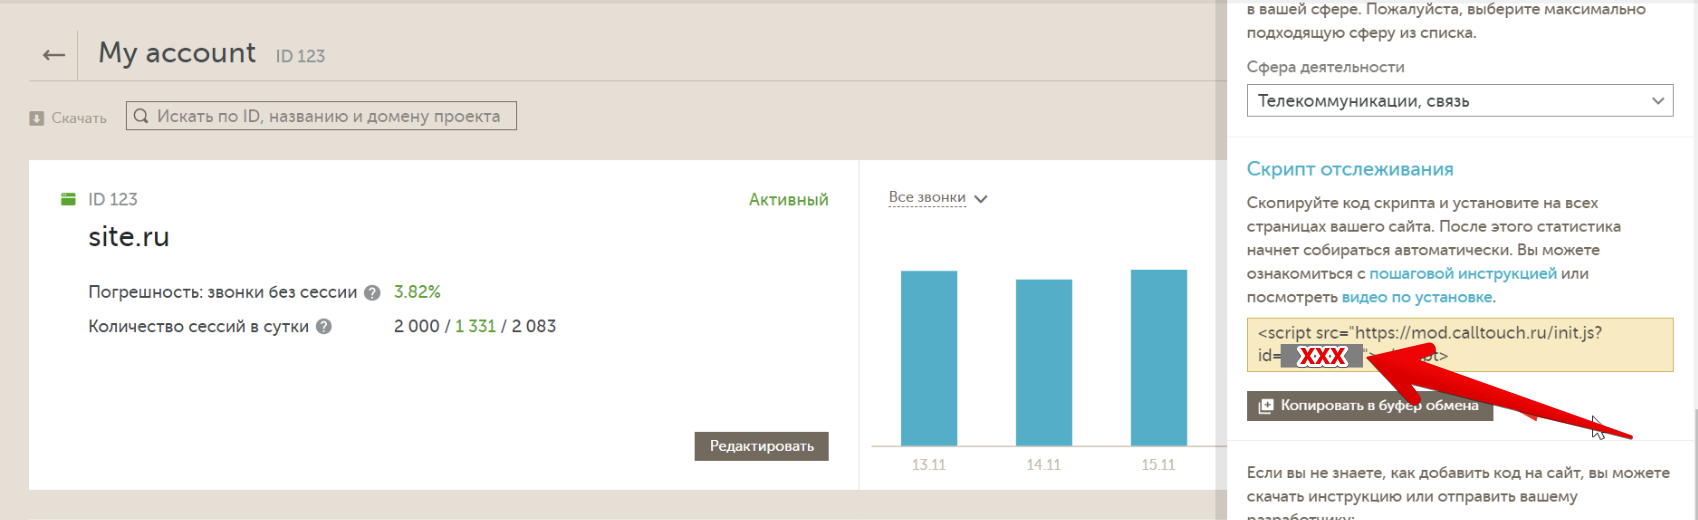 My account ID 123
Скачать
Искать по ID, названию и домену проекта
ID 123
Активный
site.ru
Погрешность: звонки без сессии ? 3.82%
Количество сессий в сутки ? 2 000 / 1 331 / 2 083
Редактировать
Все звонки
13.11 14.11 15.11
в вашей сфере. Пожалуйста, выберите максимально
подходящую сферу из списка.
Сфера деятельности
Телекоммуникации, связь
Скрипт отслеживания
Скопируйте код скрипта и установите на всех
страницах вашего сайта. После этого статистика
начнет собираться автоматически. Вы можете
ознакомиться с пошаговой инструкцией или
посмотреть видео по установке.
<script src="https://mod.calltouch.ru/init.js?
id= XXX ">
Копировать в буфер обмена
Если вы не знаете, как добавить код на сайт, вы можете
скачать инструкцию или отправить вашему
разработчику: